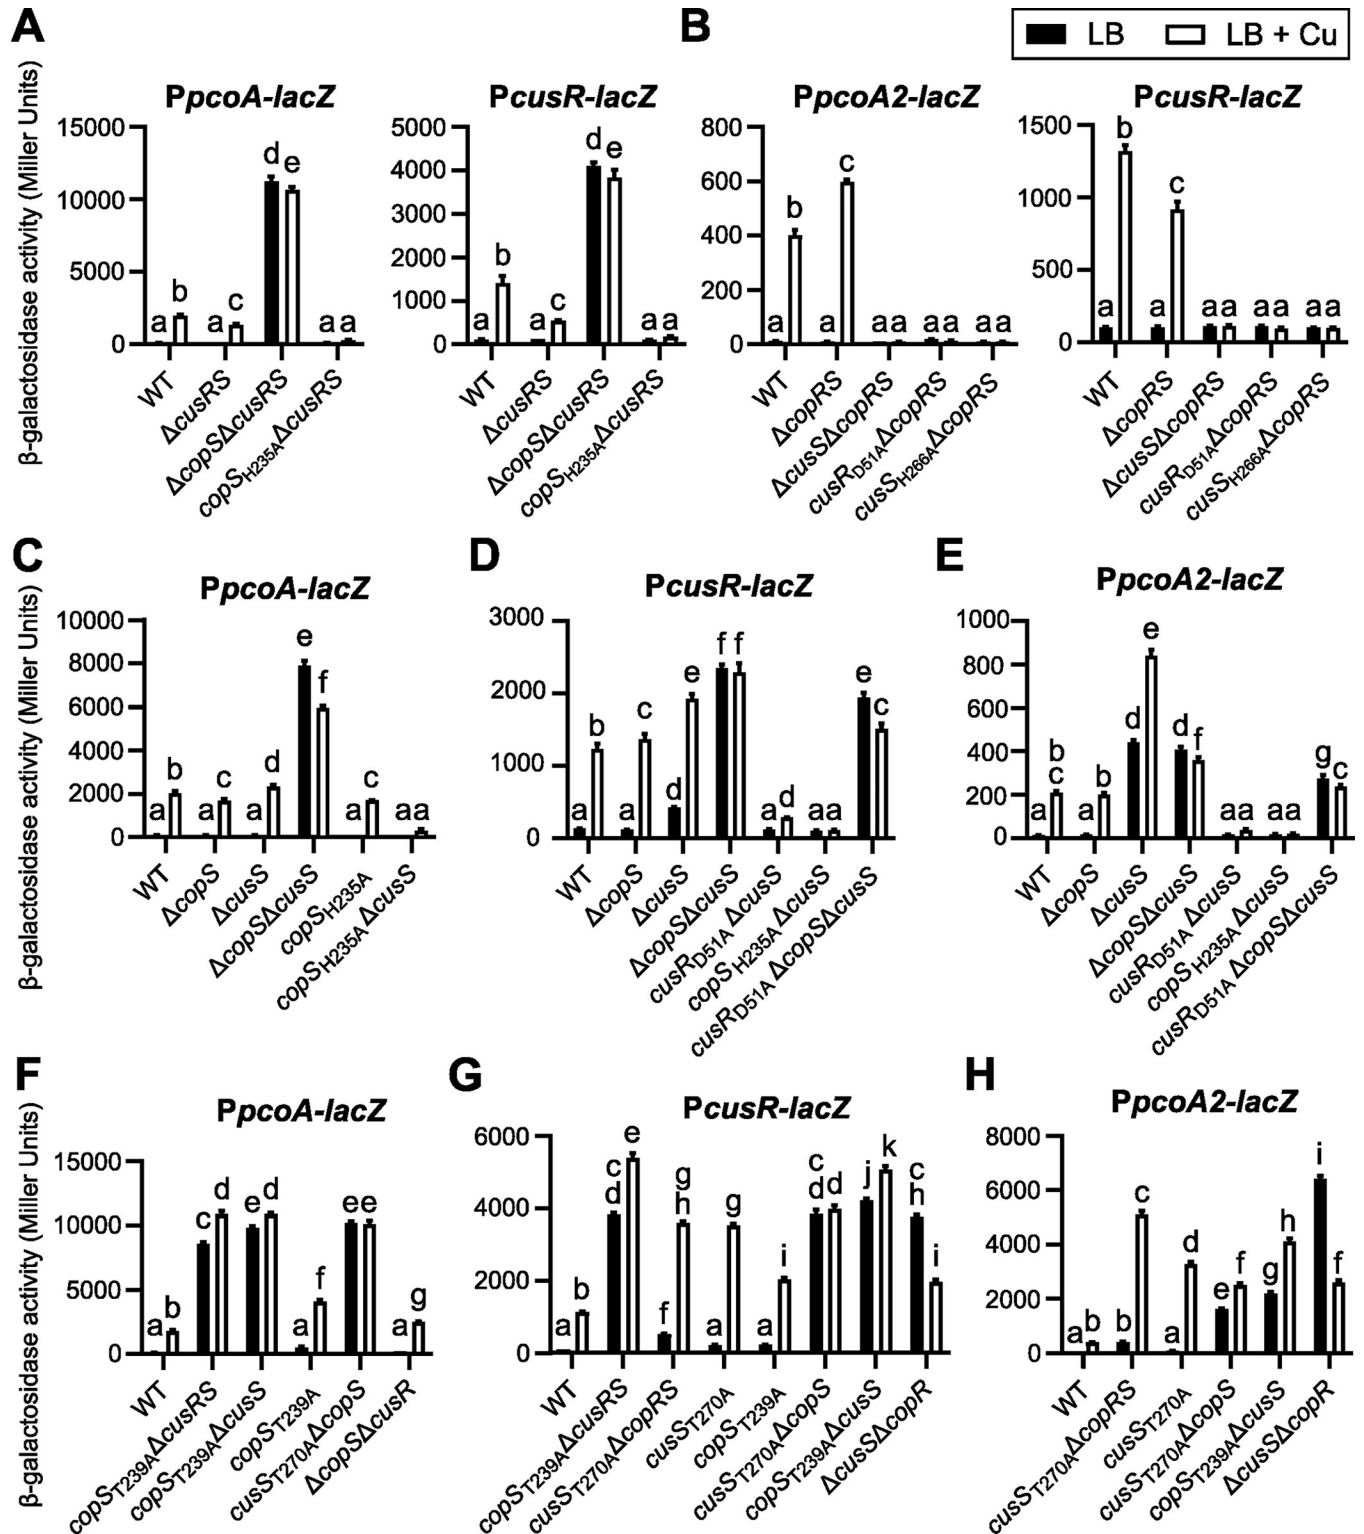 A
B
LB LB + Cu
β-galactosidase activity (Miller Units)
PpcoA-lacZ
15000
10000
5000
0
a b a c d e a a
WT
ΔcusRS
ΔcopSΔcusRS
copSH235AΔcusRS
PcusR-lacZ
5000
4000
3000
2000
1000
0
a b a c d e a a
WT
ΔcusRS
ΔcopSΔcusRS
copSH235AΔcusRS
PpcoA2-lacZ
800
600
400
200
0
a b a c a a a a a a
WT
ΔcopRS
ΔcusSΔcopRS
cusRD51AΔcopRS
cusSH266AΔcopRS
PcusR-lacZ
1500
1000
500
0
a b a c a a a a a a
WT
ΔcopRS
ΔcusSΔcopRS
cusRD51AΔcopRS
cusSH266AΔcopRS
C
β-galactosidase activity (Miller Units)
PpcoA-lacZ
10000
8000
6000
4000
2000
0
a b a c a d e f a c a a
WT
ΔcopS
ΔcusS
ΔcopSΔcusS
copSH235A
copSH235AΔcusS
D
PcusR-lacZ
3000
2000
1000
0
a b a c d e f f a d a a e c
WT
ΔcopS
ΔcusS
ΔcopSΔcusS
cusRD51AΔcusS
copSH235AΔcusS
cusRD51AΔcopSΔcusS
E
PpcoA2-lacZ
1000
800
600
400
200
0
a b c a b d e d f a a a a g c
WT
ΔcopS
ΔcusS
ΔcopSΔcusS
cusRD51AΔcusS
copSH235AΔcusS
cusRD51AΔcopSΔcusS
F
β-galactosidase activity (Miller Units)
PpcoA-lacZ
15000
10000
5000
0
a b c d e d a f e e a g
WT
copST239AΔcusRS
copST239AΔcusS
copST239A
cusST270AΔcopS
ΔcopSΔcusR
G
PcusR-lacZ
6000
4000
2000
0
a b c d e f g h a g a i c d d j k c h i
WT
copST239AΔcusRS
cusST270AΔcopRS
cusST270A
copST239A
cusST270AΔcopS
copST239AΔcusS
ΔcusSΔcopR
H
PpcoA2-lacZ
8000
6000
4000
2000
0
a b b c a d e f g h i f
WT
cusST270AΔcopRS
cusST270A
cusST270AΔcopS
copST239AΔcusS
ΔcusSΔcopR